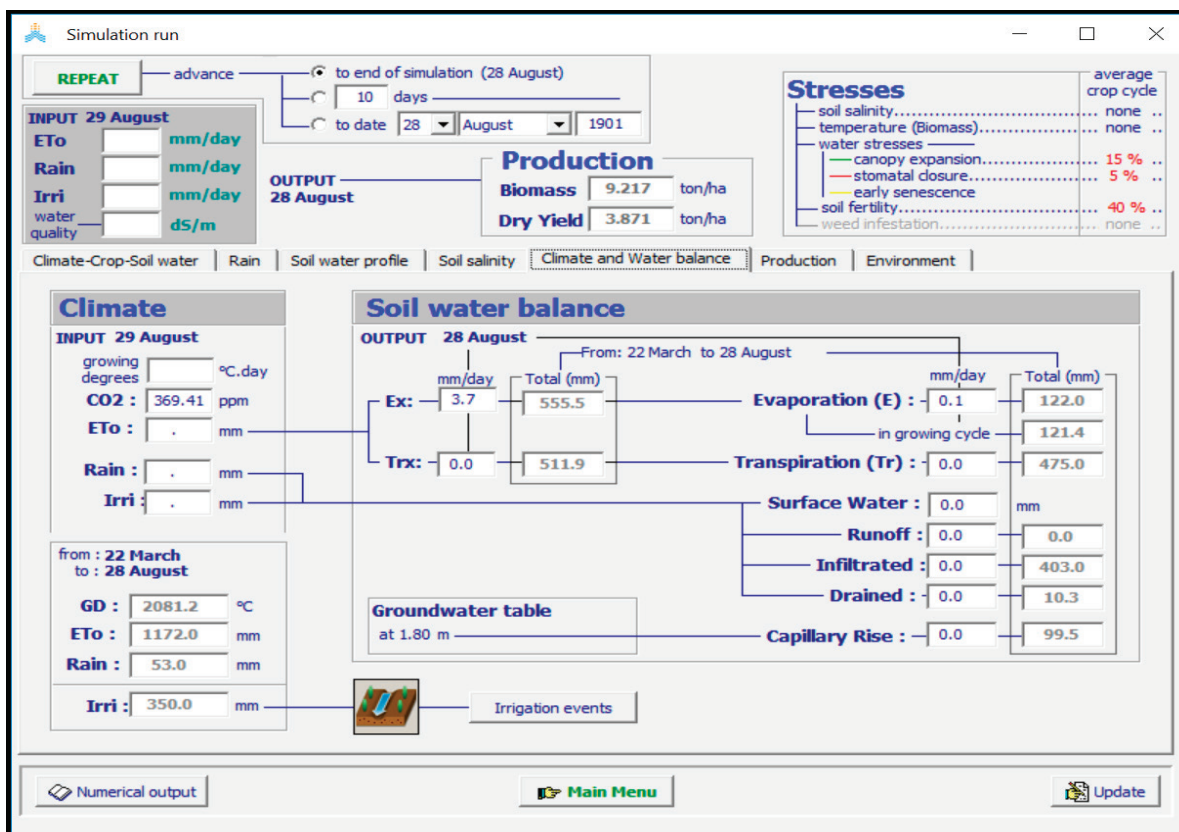 Simulation run
REPEAT
advance
to end of simulation (28 August)
10 days
to date 28 August 1901
INPUT 29 August
ETo mm/day
Rain mm/day
Irri mm/day
water quality dS/m
OUTPUT
28 August
Production
Biomass 9.217 ton/ha
Dry Yield 3.871 ton/ha
Stresses
average
crop cycle
soil salinity none ..
temperature (Biomass) none ..
water stresses
canopy expansion 15 % ..
stomatal closure 5 % ..
early senescence
soil fertility 40 % ..
weed infestation none ..
Climate-Crop-Soil water Rain Soil water profile Soil salinity Climate and Water balance Production Environment
Climate
INPUT 29 August
growing
degrees °C.day
CO2 : 369.41 ppm
ETo : . mm
Rain : . mm
Irri : . mm
from : 22 March
to : 28 August
GD : 2081.2 °C
ETo : 1172.0 mm
Rain : 53.0 mm
Irri : 350.0 mm
Soil water balance
OUTPUT 28 August
From: 22 March to 28 August
mm/day Total (mm) mm/day Total (mm)
Ex: 3.7 555.5 Evaporation (E) : 0.1 122.0
in growing cycle 121.4
Trx: 0.0 511.9 Transpiration (Tr) : 0.0 475.0
Surface Water : 0.0 mm
Runoff : 0.0 0.0
Infiltrated : 0.0 403.0
Drained : 0.0 10.3
Groundwater table
at 1.80 m
Capillary Rise : 0.0 99.5
Irrigation events
Numerical output
Main Menu
Update